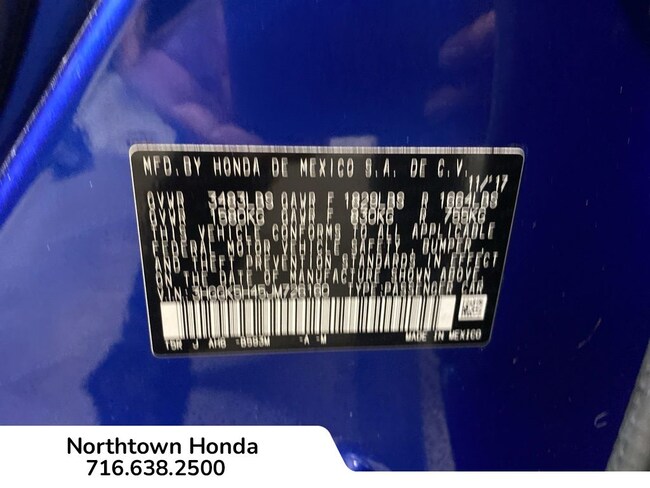 MFD. BY HONDA DE MEXICO S.A. DE C.V.
11/'17
GVWR 3483LBS GAWR F 1829LBS R 1664LBS
GVWR 1580KG GAWR F 830KG R 755KG
THIS VEHICLE CONFORMS TO ALL APPLICABLE
FEDERAL MOTOR VEHICLE SAFETY, BUMPER,
AND THEFT PREVENTION STANDARDS IN EFFECT
ON THE DATE OF MANUFACTURE SHOWN ABOVE.
VIN: TYPE:PASSENGER CAR
J AHG -A -M MADE IN MEXICO
Northtown Honda
716.638.2500